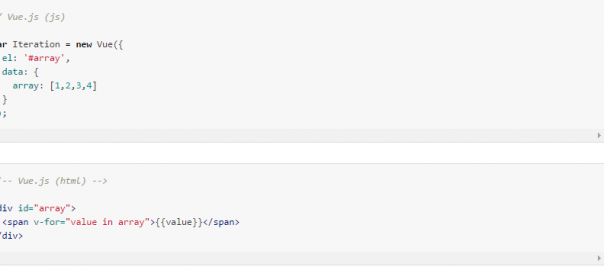 / Vue.js (js)
ar Iteration = new Vue({
el: '#array',
data: {
array: [1,2,3,4]
}
);
-- Vue.js (html) -->
div id="array">
<span v-for="value in array">{{value}}</span>
/div>